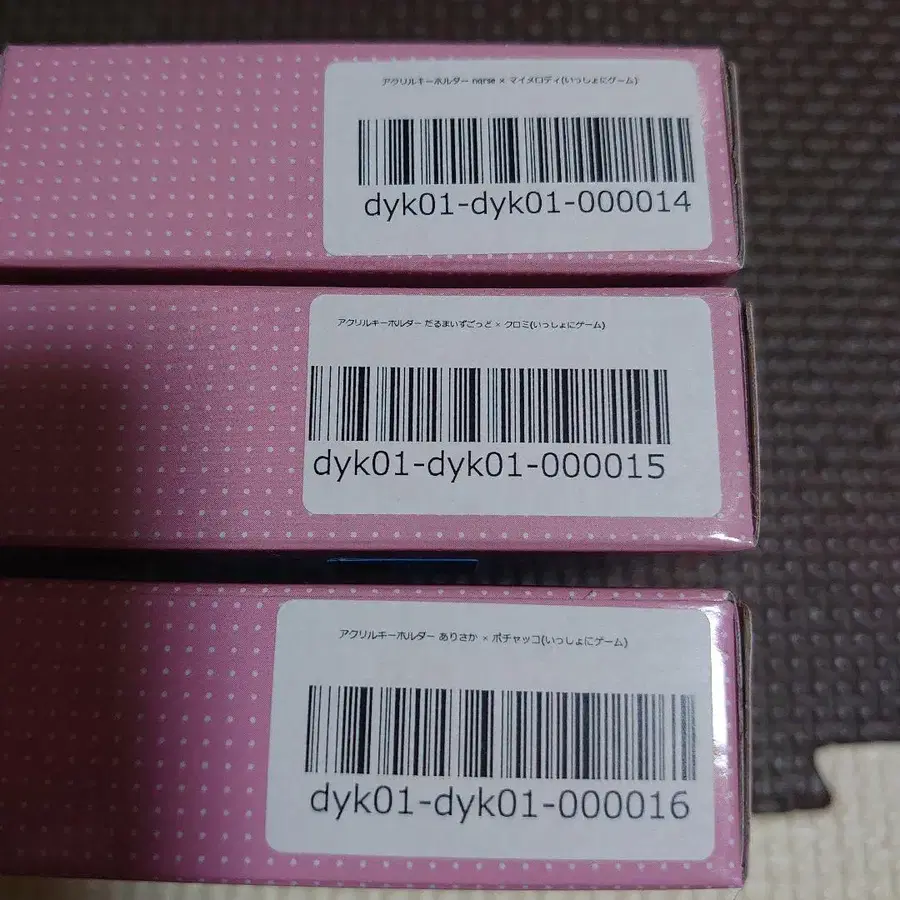 アクリルキーホルダー nqrse × マイメロディ(いっしょにゲーム)
dyk01-dyk01-000014
アクリルキーホルダー だるまいずごっど × クロミ(いっしょにゲーム)
dyk01-dyk01-000015
アクリルキーホルダー ありさか × ポチャッコ(いっしょにゲーム)
dyk01-dyk01-000016